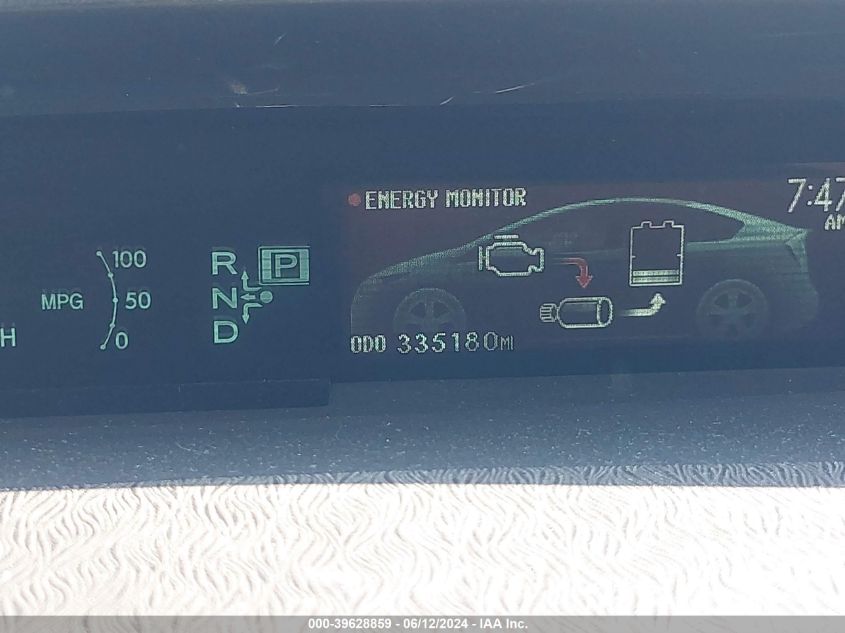 ENERGY MONITOR
7:47
AM
MPG
100
50
0
H
R
N
D
P
ODO 335180MI
000-39628859 - 06/12/2024 - IAA Inc.